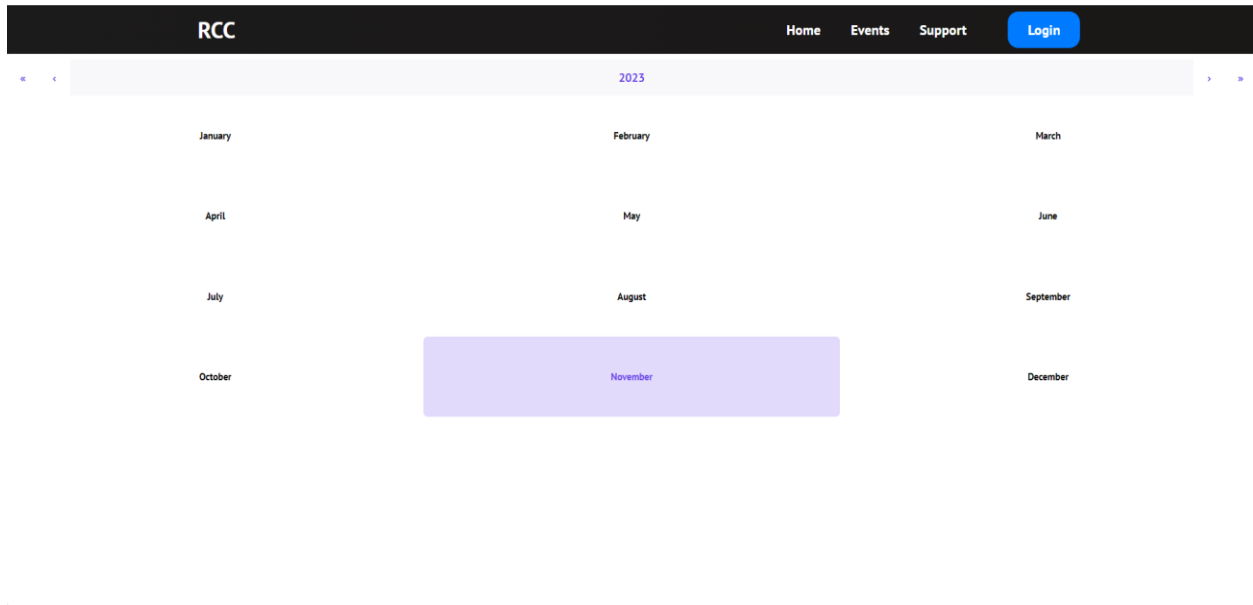 RCC Home Events Support Login
« ‹ 2023 › »
January February March
April May June
July August September
October November December